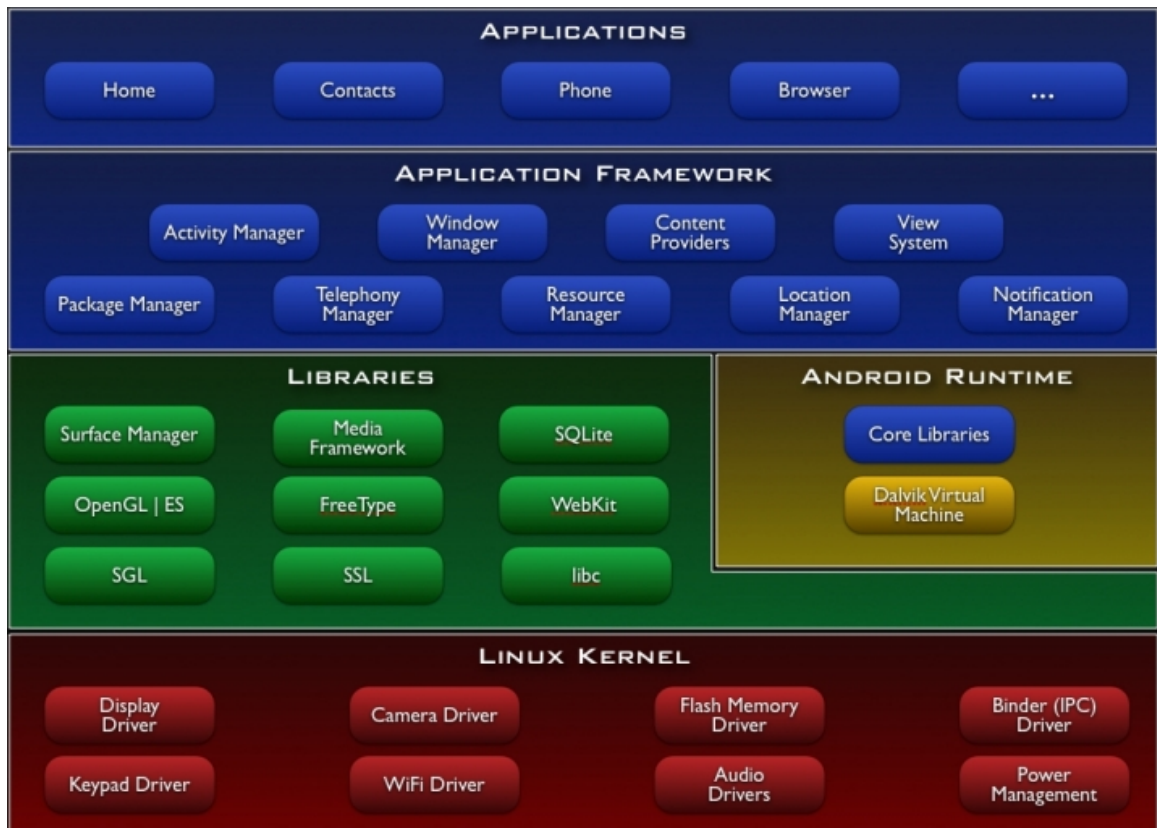 APPLICATIONS
Home
Contacts
Phone
Browser
...
APPLICATION FRAMEWORK
Activity Manager
Window
Manager
Content
Providers
View
System
Package Manager
Telephony
Manager
Resource
Manager
Location
Manager
Notification
Manager
LIBRARIES
Surface Manager
Media
Framework
SQLite
OpenGL | ES
FreeType
WebKit
SGL
SSL
libc
ANDROID RUNTIME
Core Libraries
Dalvik Virtual
Machine
LINUX KERNEL
Display
Driver
Camera Driver
Flash Memory
Driver
Binder (IPC)
Driver
Keypad Driver
WiFi Driver
Audio
Drivers
Power
Management